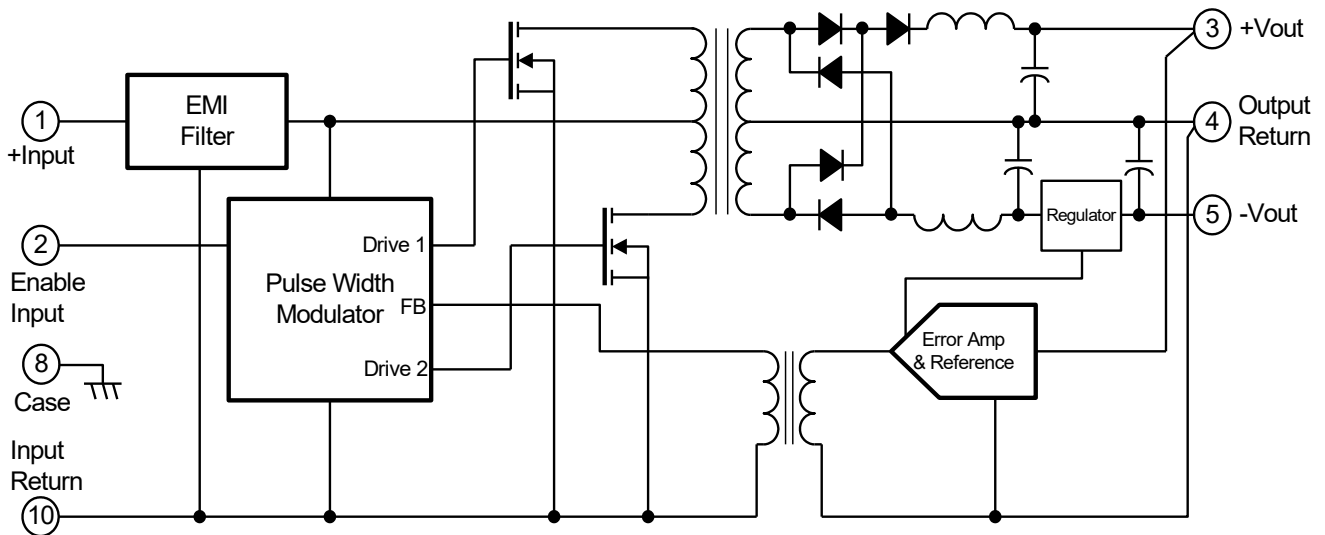 3
+Vout
EMI
Filter
1
+Input
4
Output
Return
Regulator
5
-Vout
2
Enable
Input
Drive 1
Pulse Width
Modulator
FB
Drive 2
Error Amp
& Reference
8
Case
Input
Return
10